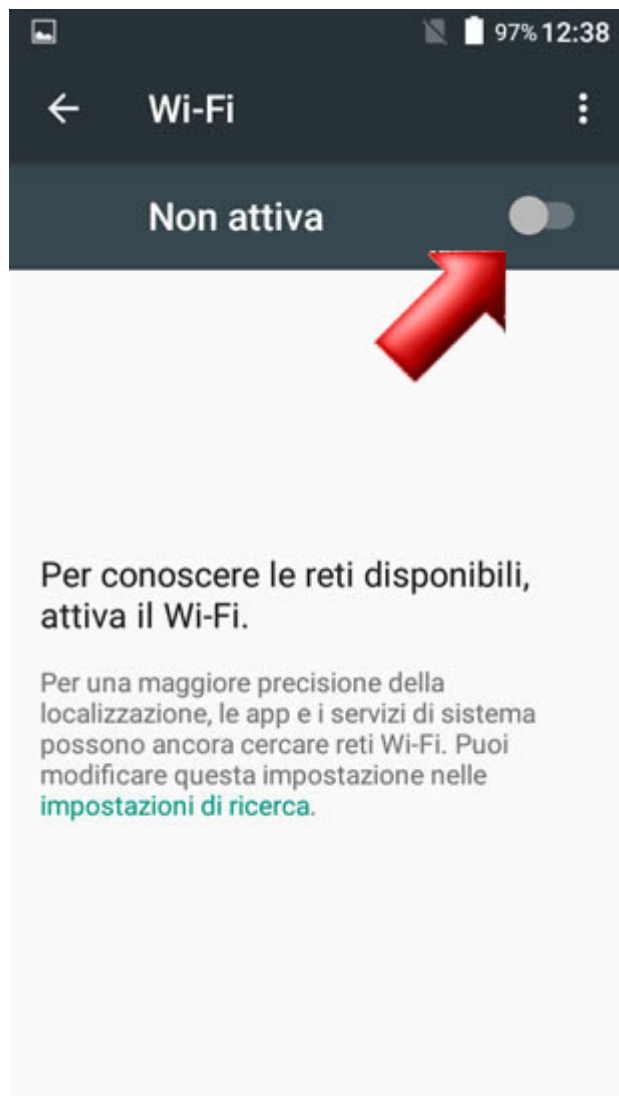 97% 12:38
Wi-Fi
Non attiva
Per conoscere le reti disponibili,
attiva il Wi-Fi.
Per una maggiore precisione della
localizzazione, le app e i servizi di sistema
possono ancora cercare reti Wi-Fi. Puoi
modificare questa impostazione nelle
impostazioni di ricerca.